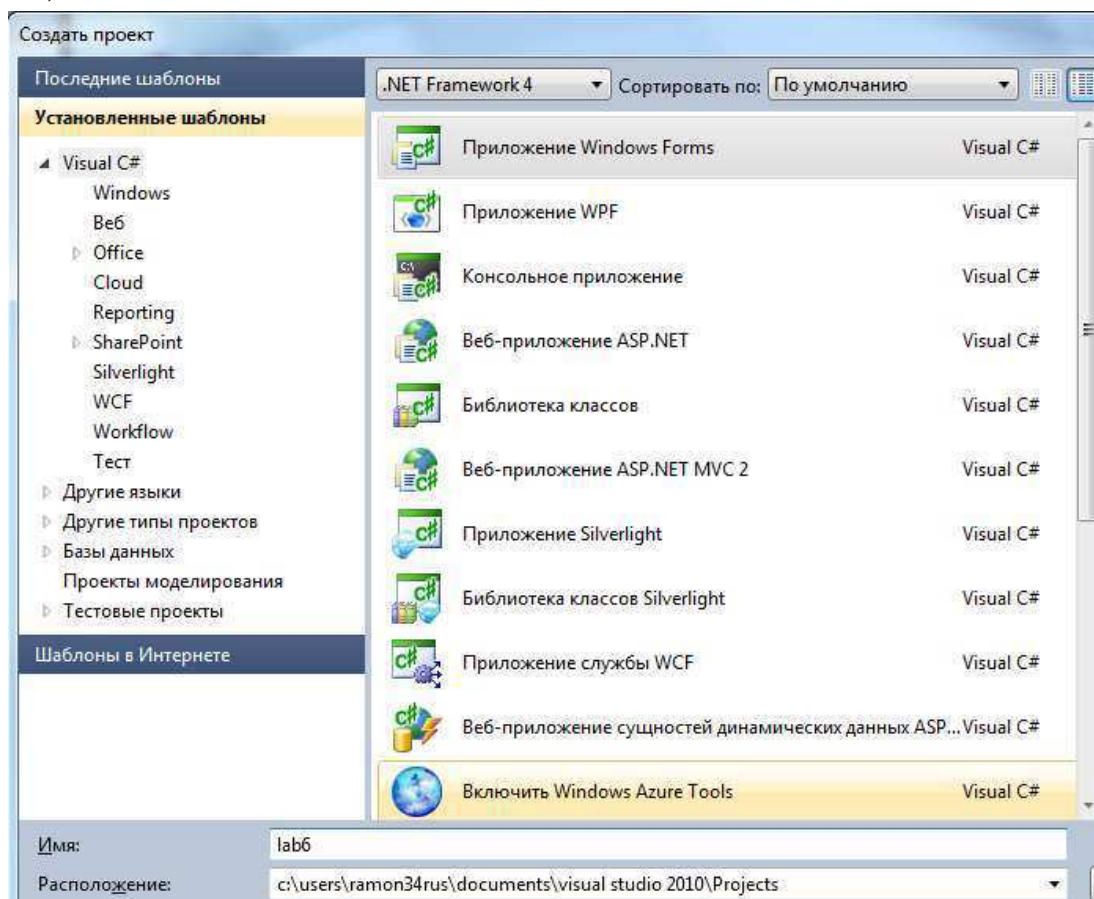 Создать проект
Последние шаблоны
.NET Framework 4 Сортировать по: По умолчанию
Установленные шаблоны
Visual C#
Windows
Веб
Office
Cloud
Reporting
SharePoint
Silverlight
WCF
Workflow
Тест
Другие языки
Другие типы проектов
Базы данных
Проекты моделирования
Тестовые проекты
Шаблоны в Интернете
Приложение Windows Forms Visual C#
Приложение WPF Visual C#
Консольное приложение Visual C#
Веб-приложение ASP.NET Visual C#
Библиотека классов Visual C#
Веб-приложение ASP.NET MVC 2 Visual C#
Приложение Silverlight Visual C#
Библиотека классов Silverlight Visual C#
Приложение службы WCF Visual C#
Веб-приложение сущностей динамических данных ASP... Visual C#
Включить Windows Azure Tools Visual C#
Имя: lab6
Расположение: c:\users\ramon34rus\documents\visual studio 2010\Projects